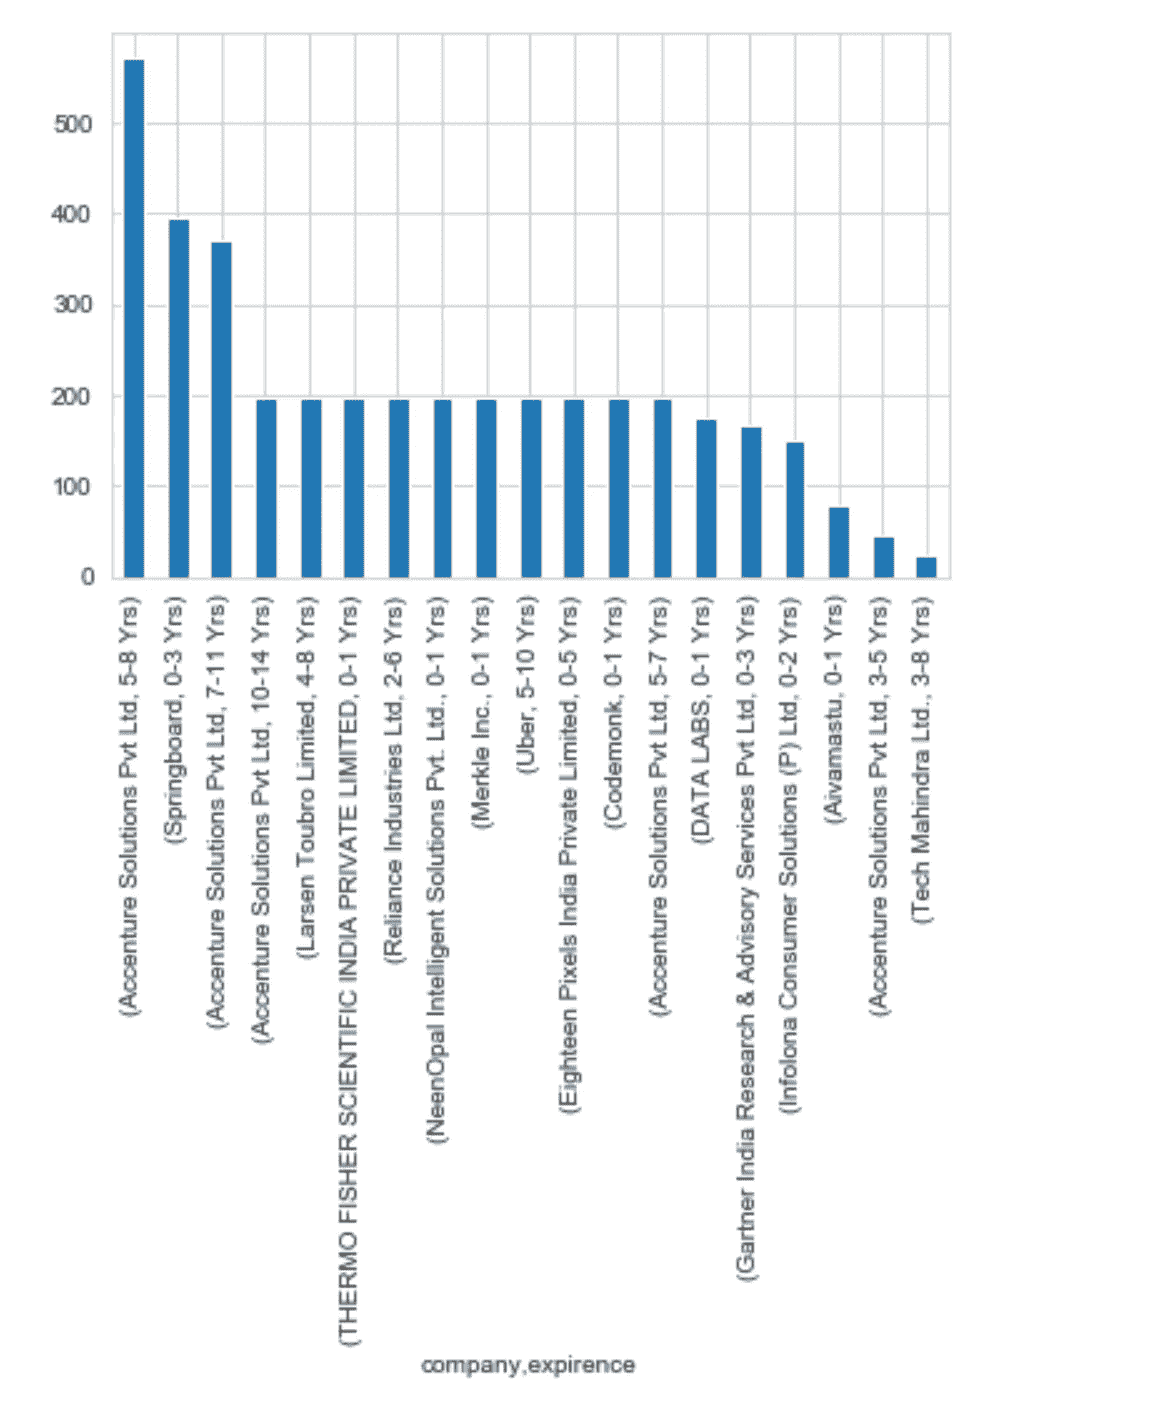 500
400
300
200
100
0
(Accenture Solutions Pvt Ltd, 5-8 Yrs)
(Springboard, 0-3 Yrs)
(Accenture Solutions Pvt Ltd, 7-11 Yrs)
(Accenture Solutions Pvt Ltd, 10-14 Yrs)
(Larsen Toubro Limited, 4-8 Yrs)
(THERMO FISHER SCIENTIFIC INDIA PRIVATE LIMITED, 0-1 Yrs)
(Reliance Industries Ltd, 2-6 Yrs)
(NeenOpal Intelligent Solutions Pvt. Ltd., 0-1 Yrs)
(Merkle Inc., 0-1 Yrs)
(Uber, 5-10 Yrs)
(Eighteen Pixels India Private Limited, 0-5 Yrs)
(Codemonk, 0-1 Yrs)
(Accenture Solutions Pvt Ltd, 5-7 Yrs)
(DATA LABS, 0-1 Yrs)
(Gartner India Research & Advisory Services Pvt Ltd, 0-3 Yrs)
(Infolona Consumer Solutions (P) Ltd, 0-2 Yrs)
(Aivamastu, 0-1 Yrs)
(Accenture Solutions Pvt Ltd, 3-5 Yrs)
(Tech Mahindra Ltd., 3-8 Yrs)
company,expirence